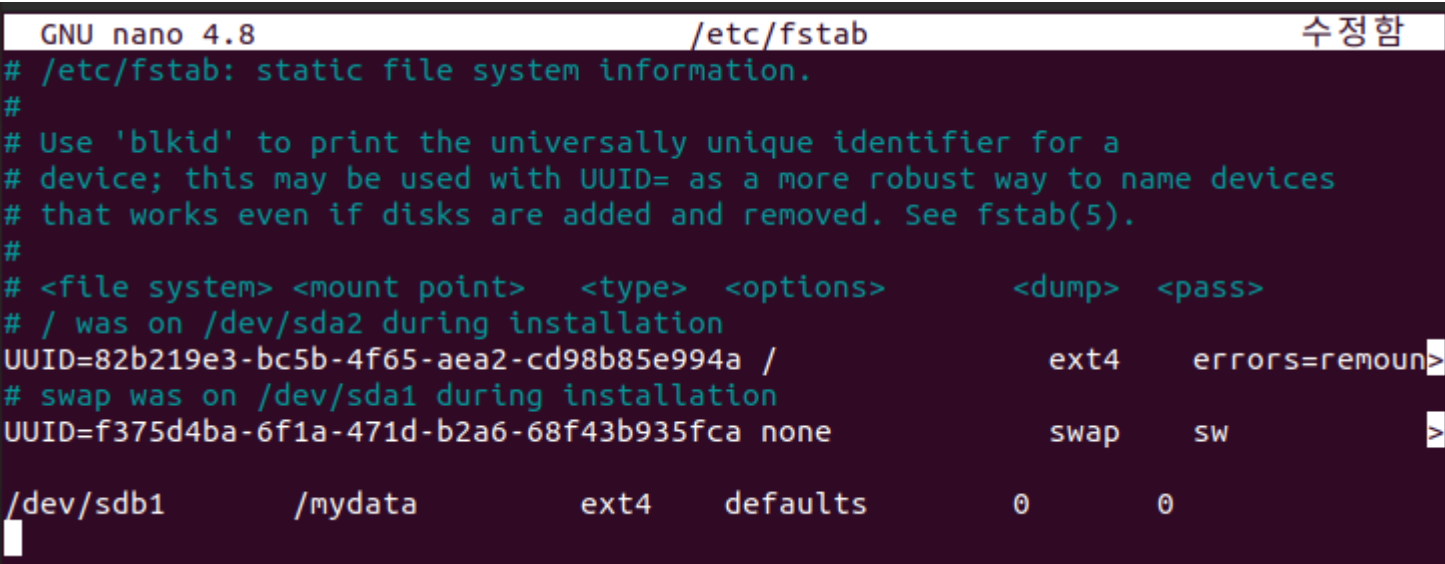 GNU nano 4.8 /etc/fstab 수정함
# /etc/fstab: static file system information.
#
# Use 'blkid' to print the universally unique identifier for a
# device; this may be used with UUID= as a more robust way to name devices
# that works even if disks are added and removed. See fstab(5).
#
# <file system> <mount point>   <type>  <options>       <dump>  <pass>
# / was on /dev/sda2 during installation
UUID=82b219e3-bc5b-4f65-aea2-cd98b85e994a /               ext4    errors=remoun>
# swap was on /dev/sda1 during installation
UUID=f375d4ba-6f1a-471d-b2a6-68f43b935fca none            swap    sw           >
/dev/sdb1       /mydata         ext4    defaults        0       0